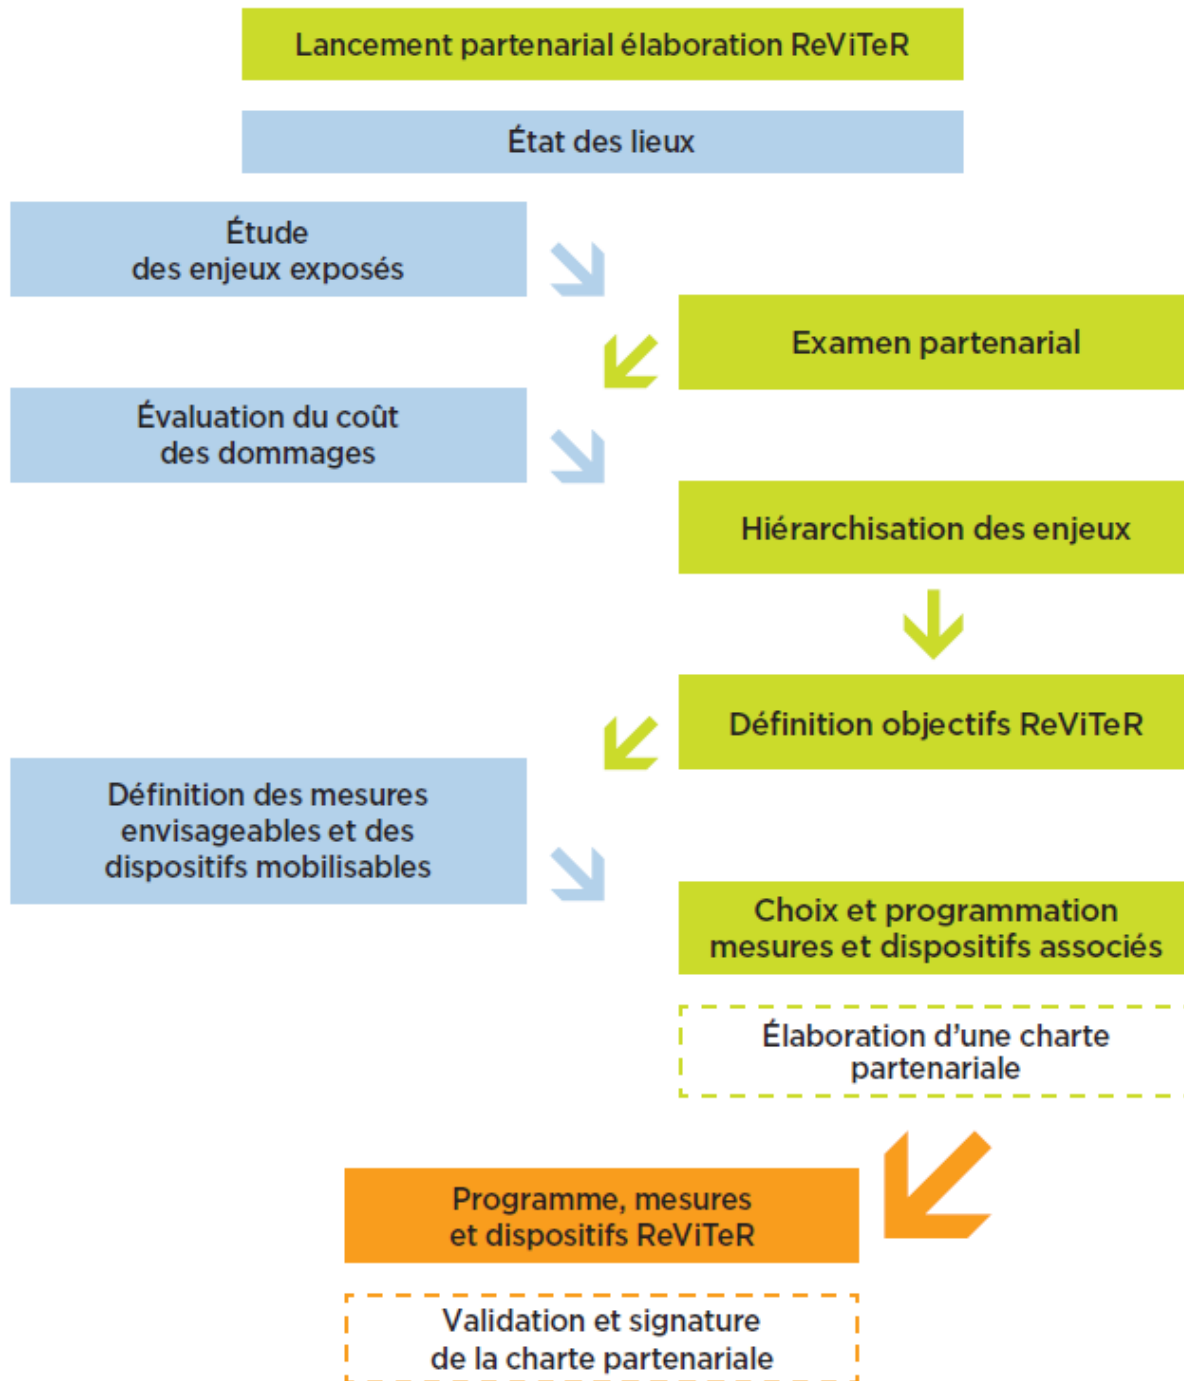 Lancement partenarial élaboration ReViTeR
État des lieux
Étude
des enjeux exposés
Examen partenarial
Évaluation du coût
des dommages
Hiérarchisation des enjeux
Définition objectifs ReViTeR
Définition des mesures
envisageables et des
dispositifs mobilisables
Choix et programmation
mesures et dispositifs associés
Élaboration d’une charte
partenariale
Programme, mesures
et dispositifs ReViTeR
Validation et signature
de la charte partenariale